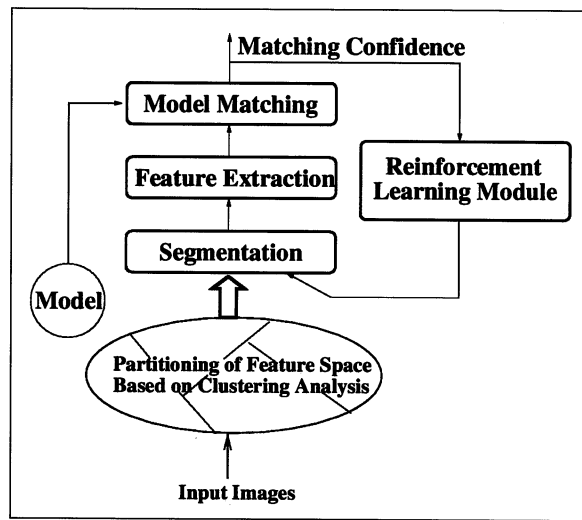 Matching Confidence
Model Matching
Feature Extraction
Reinforcement
Learning Module
Segmentation
Model
Partitioning of Feature Space
Based on Clustering Analysis
Input Images